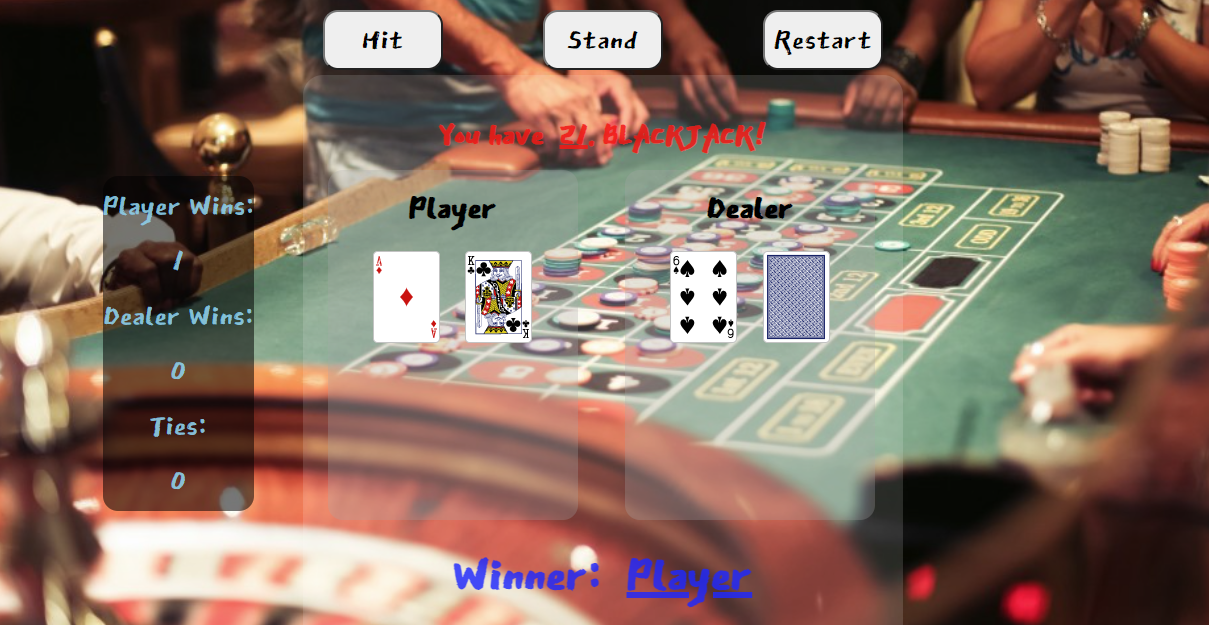 Hit
Stand
Restart
You have 21, BLACKJACK!
Player Wins:
1
Dealer Wins:
0
Ties:
0
Player
Dealer
A
A
K
K
6
6
Winner: Player